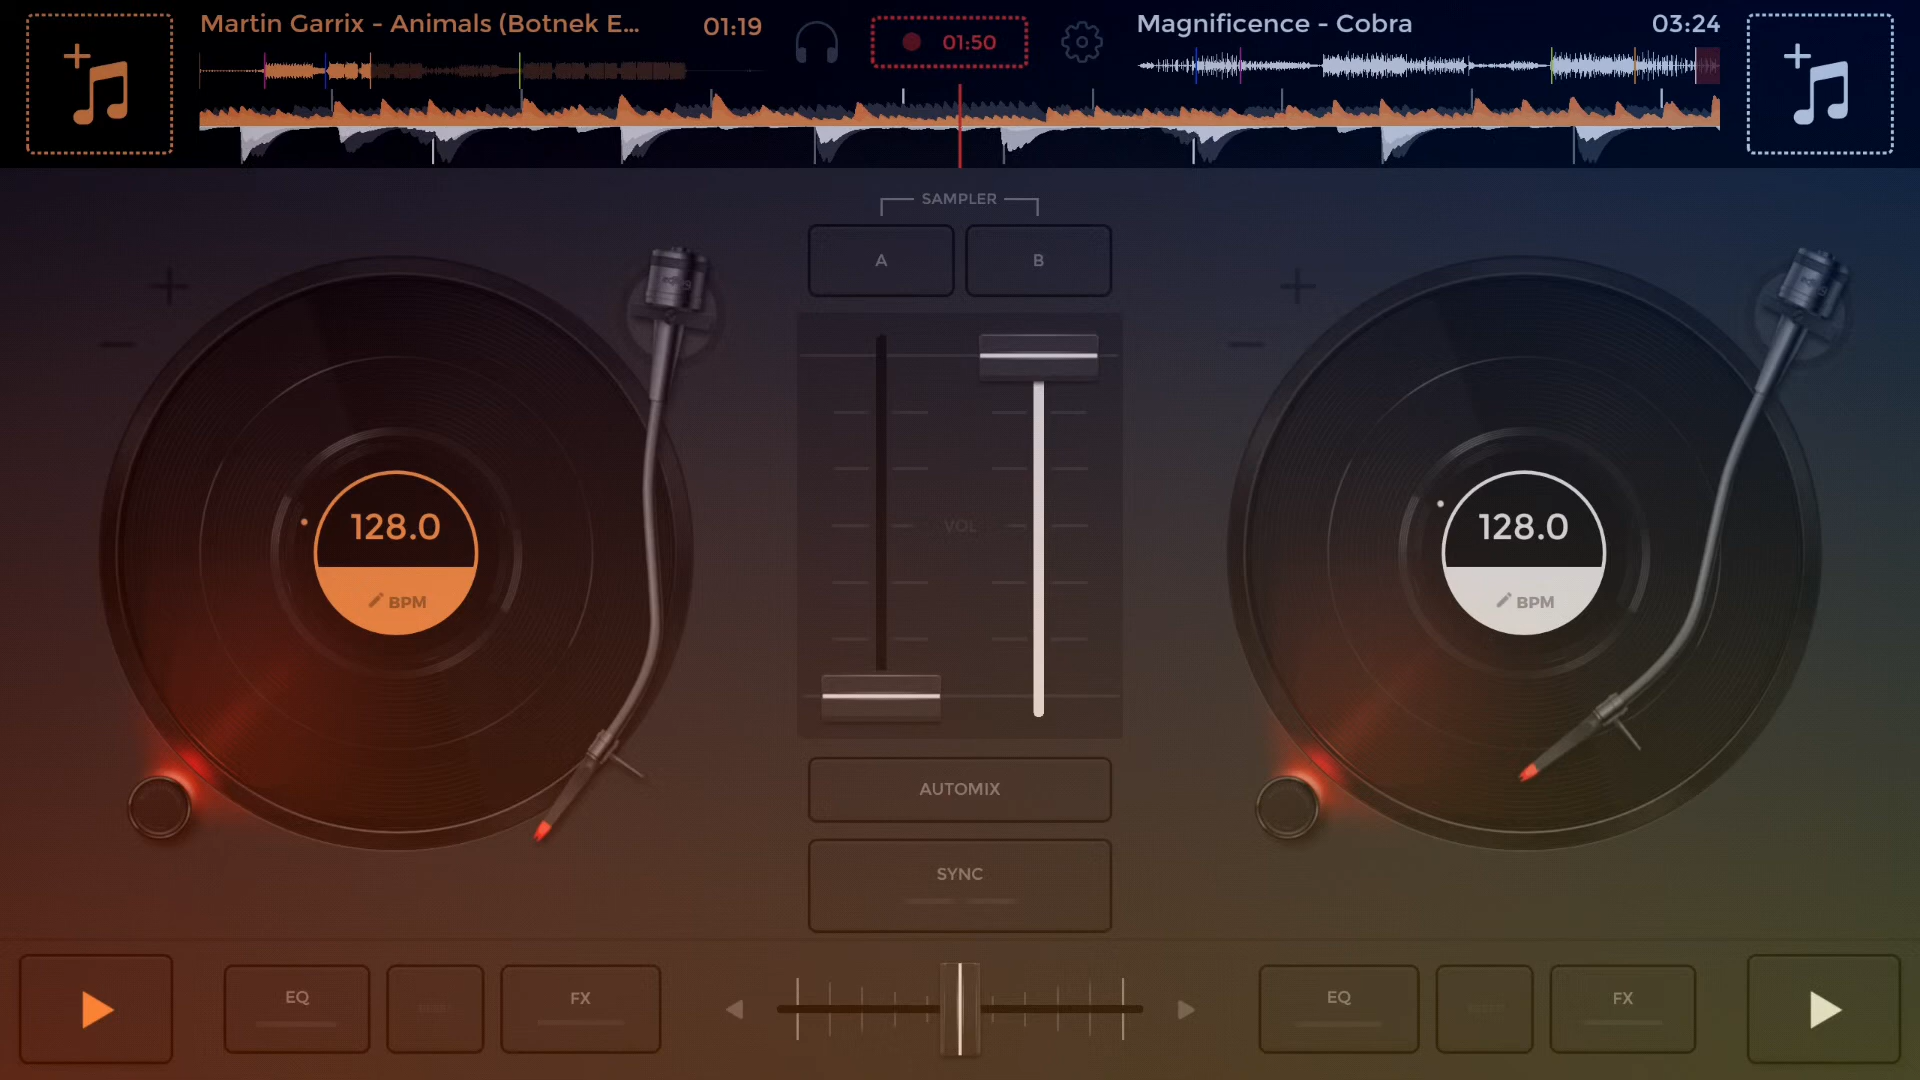 Martin Garrix - Animals (Botnek E...
01:19
01:50
Magnificence - Cobra
03:24
SAMPLER
A
B
VOL
128.0
BPM
128.0
BPM
AUTOMIX
SYNC
EQ
FX
EQ
FX